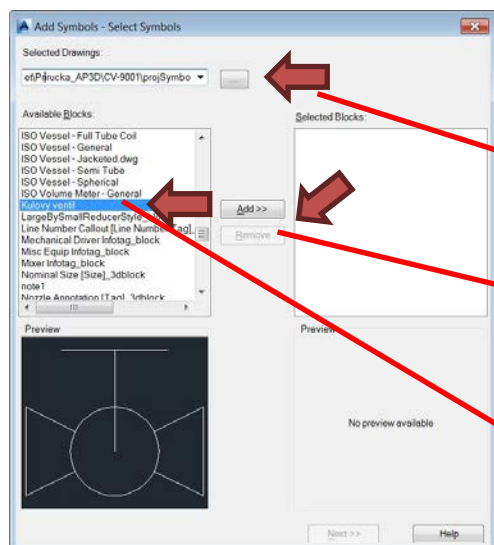 Add Symbols - Select Symbols
Selected Drawings:
et\Prirucka_AP3D\CV-9001\projSymbo
...
Available Blocks:
Selected Blocks:
ISO Vessel - Full Tube Coil
ISO Vessel - General
ISO Vessel - Jacketed.dwg
ISO Vessel - Semi Tube
ISO Vessel - Spherical
ISO Volume Meter - General
Kulovy ventil
LargeBySmallReducerStyle
Line Number Callout [Line Number Tag]
Mechanical Driver Infotag_block
Misc Equip Infotag_block
Mixer Infotag_block
Nominal Size [Size]_3dblock
note1
Nozzle Annotation [Tag]_3dblock
Add >>
Remove
Preview
Preview
No preview available
Next >>
Help